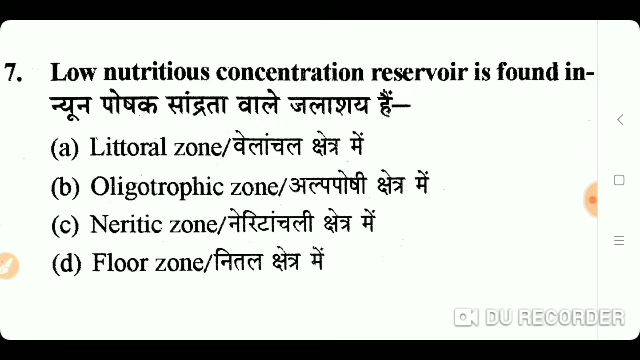 7. Low nutritious concentration reservoir is found in-
न्यून पोषक सांद्रता वाले जलाशय हैं—
(a) Littoral zone/वेलांचल क्षेत्र में
(b) Oligotrophic zone/अल्पपोषी क्षेत्र में
(c) Neritic zone/नेरिटांचली क्षेत्र में
(d) Floor zone/नितल क्षेत्र में
DU RECORDER